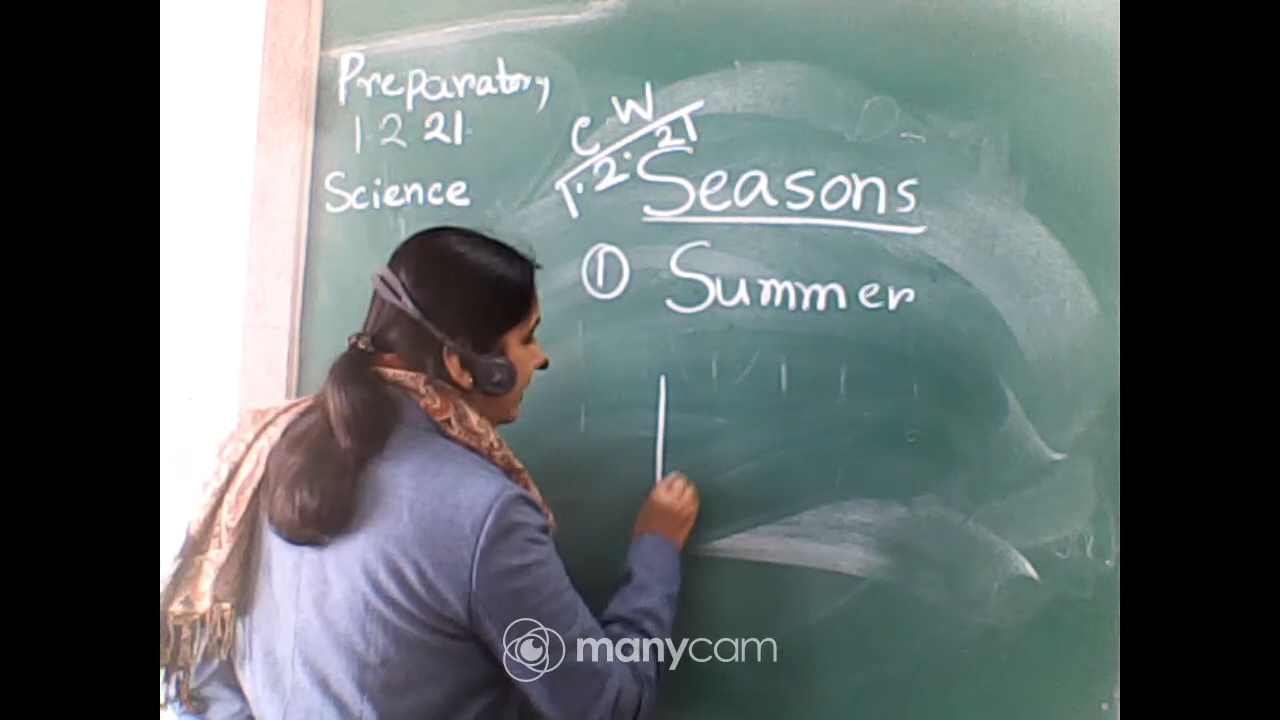 Preparatory
1.2 21.
Science
C.W
1.2.21
Seasons
① Summer
manycam